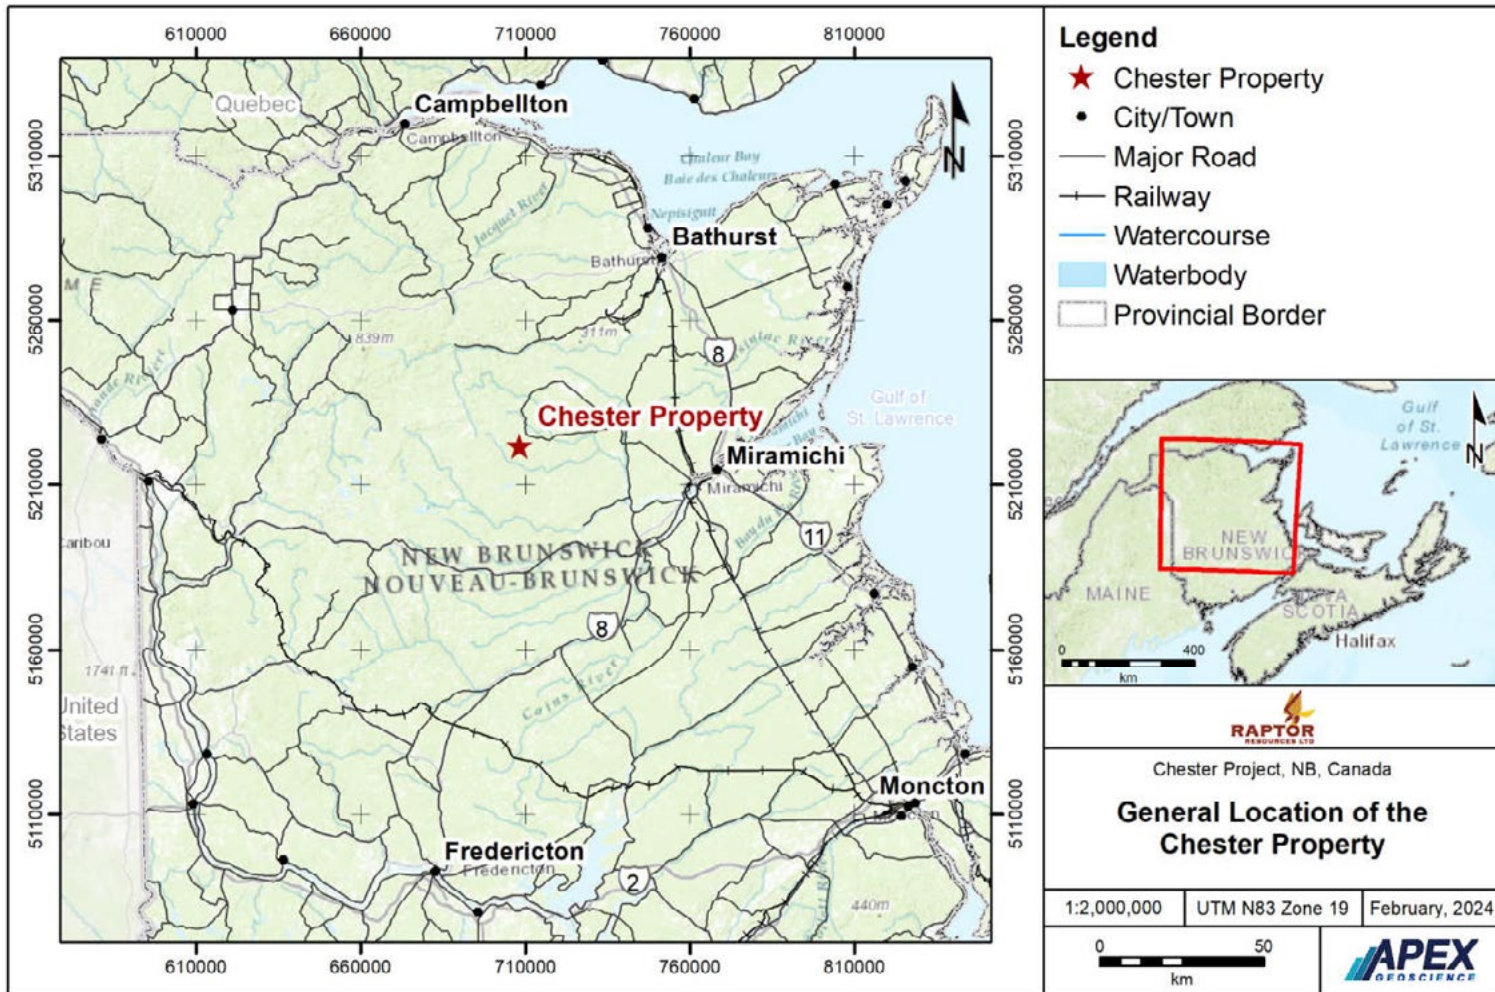 610000 660000 710000 760000 810000
Quebec
Campbellton
Campbellton
Chaleur Bay
Baie des Chaleurs
Jacquet River
Nepisiguit
Bathurst
Bathurst
M E
839m
311m
8
Chester Property
Gulf of
St. Lawrence
Miramichi
Miramichi
Caribou
NEW BRUNSWICK
NOUVEAU-BRUNSWICK
11
8
1741 ft
United
States
Cains River
Moncton
Fredericton
Fredericton
2
440m
5310000
5260000
5210000
5160000
5110000
5310000
5260000
5210000
5160000
5110000
610000 660000 710000 760000 810000
N
Legend
Chester Property
City/Town
Major Road
Railway
Watercourse
Waterbody
Provincial Border
Gulf
of St.
Lawrence
N
NEW
BRUNSWICK
MAINE
SCOTIA
Halifax
0 400
km
RAPTOR
RESOURCES LTD
Chester Project, NB, Canada
General Location of the
Chester Property
1:2,000,000 UTM N83 Zone 19 February, 2024
0 50
km
APEX
GEOSCIENCE